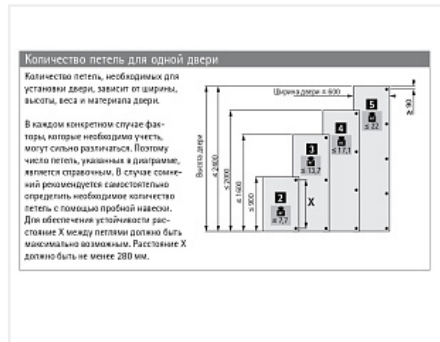 Количество петель для одной двери
Количество петель, необходимых для
установки двери, зависит от ширины,
высоты, веса и материала двери.
В каждом конкретном случае фак-
торы, которые необходимо учесть,
могут сильно различаться. Поэтому
число петель, указанных в диаграмме,
является справочным. В случае сомне-
ний рекомендуется самостоятельно
определить необходимое количество
петель с помощью пробной навески.
Для обеспечения устойчивости рас-
стояние X между петлями должно быть
максимально возможным. Расстояние X
должно быть не менее 280 мм.
Ширина двери = 600
Высота двери
≤ 2400
≤ 2000
≤ 1600
≤ 900
5
≤ 22
4
≤ 17,1
3
≤ 13,7
2
≤ 7,7
X
≥ 90